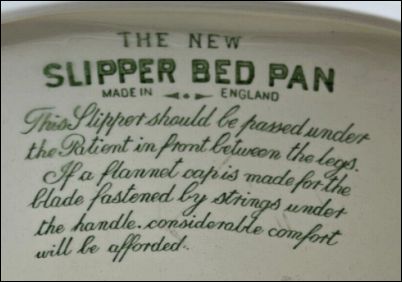 THE NEW
SLIPPER BED PAN
MADE IN ENGLAND
This Slipper should be passed under
the Patient in front between the legs.
If a flannel cap is made for the
blade fastened by strings under
the handle. considerable comfort
will be afforded.